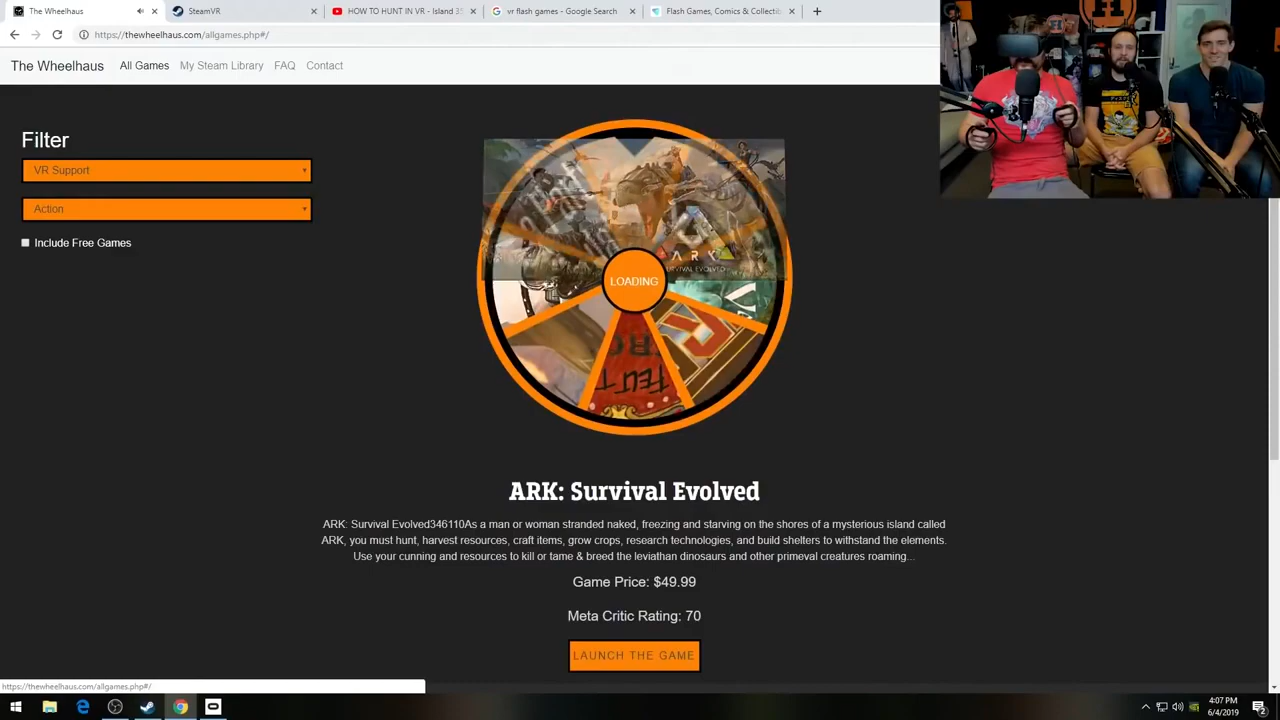 The Wheelhaus
SteamVR
HOW TO HUNT IN VR - Island 35
vr flash games - Google Search
Flash Games, Comics & Collectib
https://thewheelhaus.com/allgames.php#/
The Wheelhaus All Games My Steam Library FAQ Contact
Filter
VR Support
Action
Include Free Games
ARK
SURVIVAL EVOLVED
LOADING
ARK: Survival Evolved
ARK: Survival Evolved346110As a man or woman stranded naked, freezing and starving on the shores of a mysterious island called
ARK, you must hunt, harvest resources, craft items, grow crops, research technologies, and build shelters to withstand the elements.
Use your cunning and resources to kill or tame & breed the leviathan dinosaurs and other primeval creatures roaming...
Game Price: $49.99
Meta Critic Rating: 70
LAUNCH THE GAME
https://thewheelhaus.com/allgames.php#/
4:07 PM
6/4/2019
2